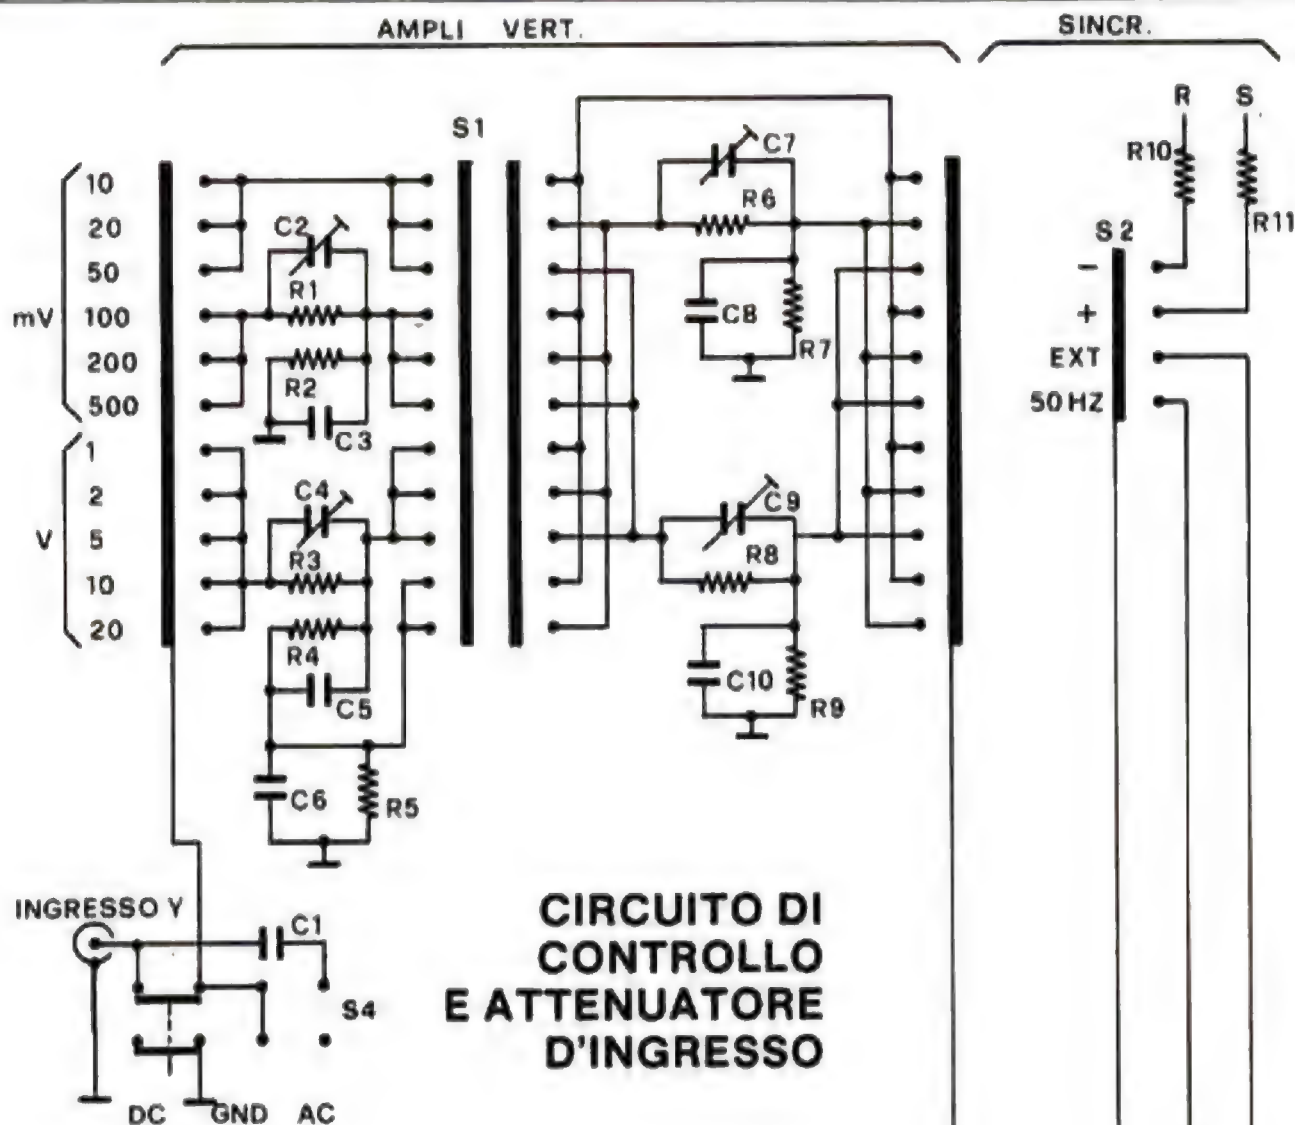 AMPLI VERT.
SINCR.
S1
R S
R10
R11
S2
-
+
EXT
50 HZ
mV
10
20
50
100
200
500
V
1
2
5
10
20
C2
R1
R2
C3
C4
R3
R4
C5
C6
R5
C7
R6
C8
R7
C9
R8
C10
R9
INGRESSO Y
C1
S4
DC GND AC
CIRCUITO DI
CONTROLLO
E ATTENUATORE
D'INGRESSO